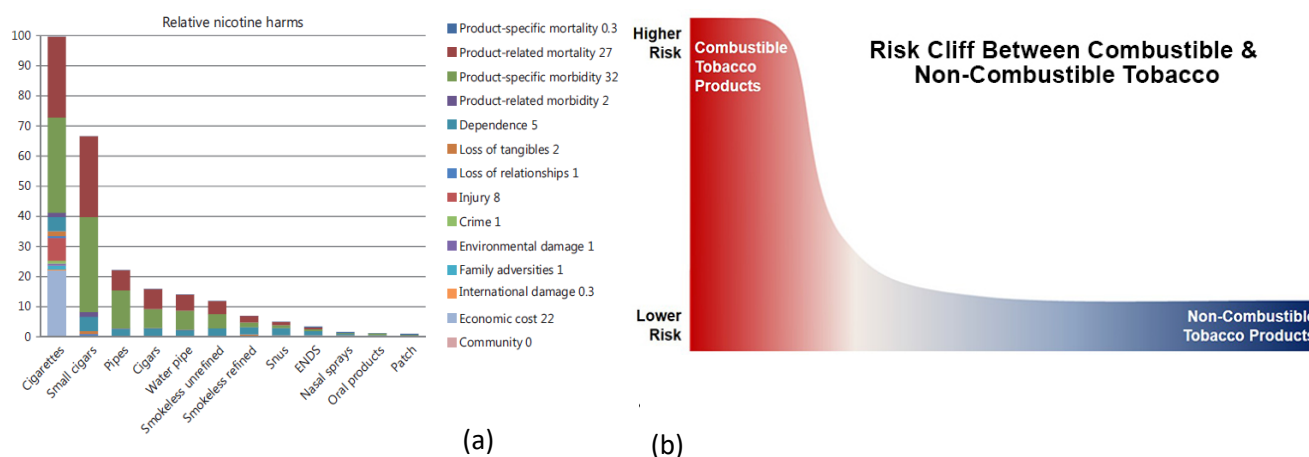 Relative nicotine harms
100
90
80
70
60
50
40
30
20
10
0
Cigarettes
Small cigars
Pipes
Cigars
Water pipe
Smokeless unrefined
Smokeless refined
Snus
ENDS
Nasal sprays
Oral products
Patch
Product-specific mortality 0.3
Product-related mortality 27
Product-specific morbidity 32
Product-related morbidity 2
Dependence 5
Loss of tangibles 2
Loss of relationships 1
Injury 8
Crime 1
Environmental damage 1
Family adversities 1
International damage 0.3
Economic cost 22
Community 0
(a)
Higher
Risk
Combustible
Tobacco
Products
Risk Cliff Between Combustible &
Non-Combustible Tobacco
Lower
Risk
Non-Combustible
Tobacco Products
(b)